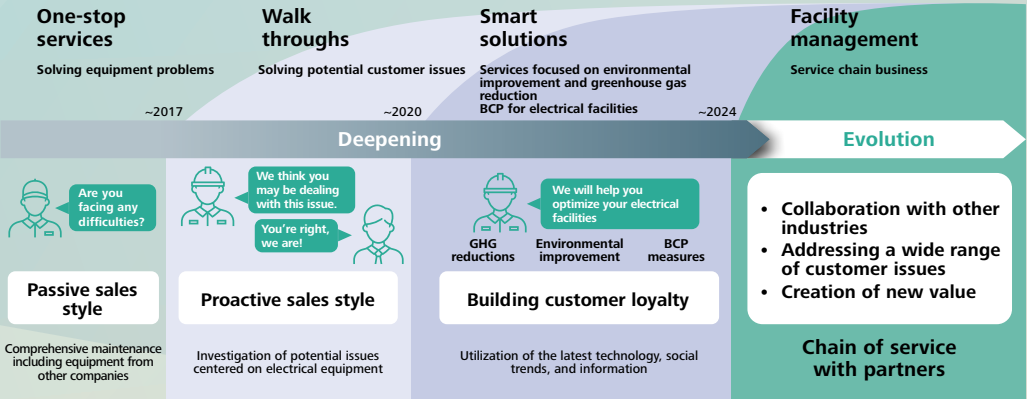 One-stop
services
Solving equipment problems
~2017
Walk
throughs
Solving potential customer issues
~2020
Smart
solutions
Services focused on environmental
improvement and greenhouse gas
reduction
BCP for electrical facilities
~2024
Facility
management
Service chain business
Deepening
Evolution
Are you
facing any
difficulties?
Passive sales
style
Comprehensive maintenance
including equipment from
other companies
We think you
may be dealing
with this issue.
You're right,
we are!
Proactive sales style
Investigation of potential issues
centered on electrical equipment
We will help you
optimize your electrical
facilities
GHG
reductions
Environmental
improvement
BCP
measures
Building customer loyalty
Utilization of the latest technology, social
trends, and information
• Collaboration with other
industries
• Addressing a wide range
of customer issues
• Creation of new value
Chain of service
with partners